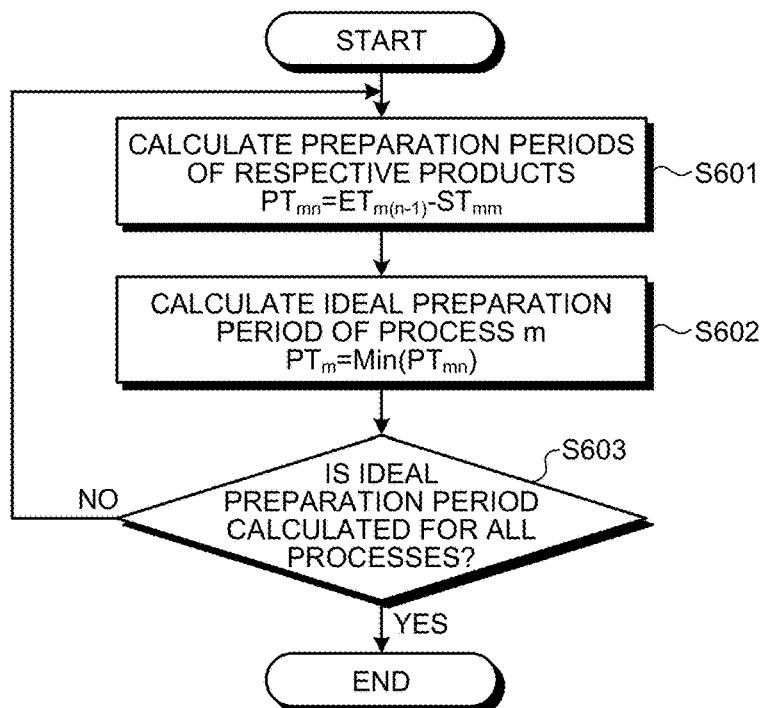 START
CALCULATE PREPARATION PERIODS
OF RESPECTIVE PRODUCTS
PTmn=ETm(n-1)-STmm
S601
CALCULATE IDEAL PREPARATION
PERIOD OF PROCESS m
PTm=Min(PTmn)
S602
S603
IS IDEAL
PREPARATION PERIOD
CALCULATED FOR ALL
PROCESSES?
NO
YES
END